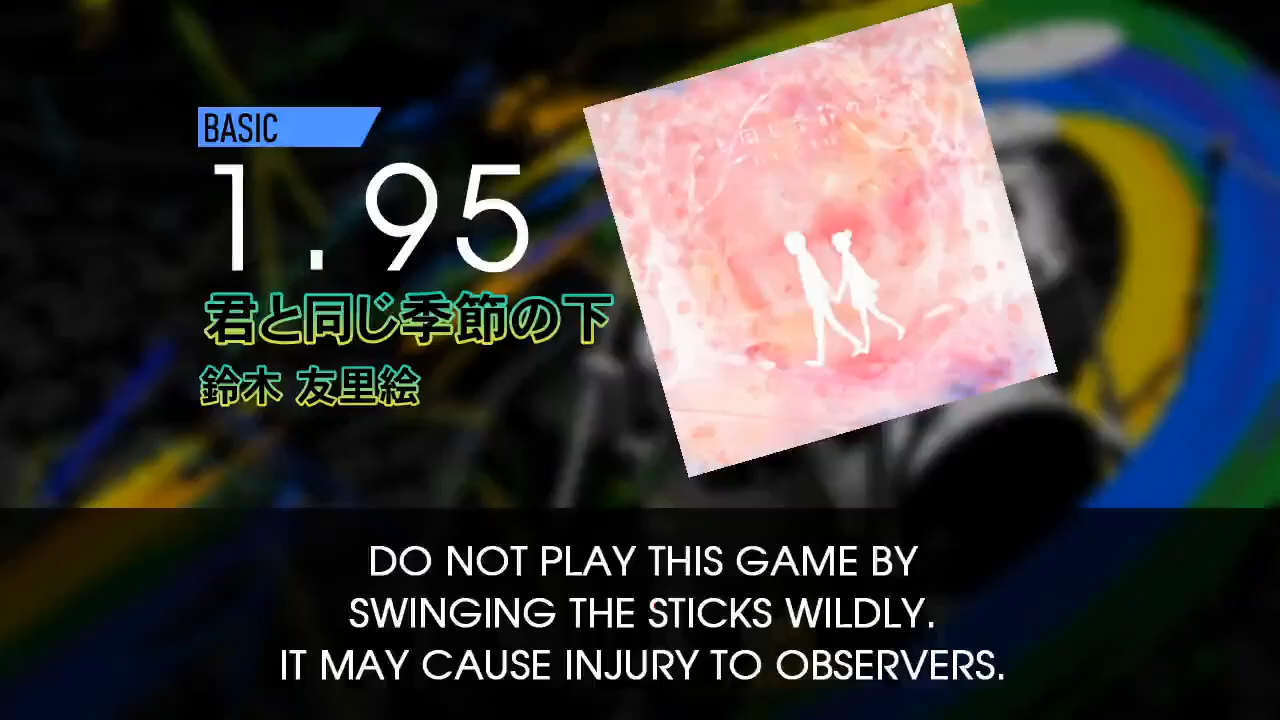 BASIC
1.95
君と同じ季節の下
鈴木 友里絵
DO NOT PLAY THIS GAME BY
SWINGING THE STICKS WILDLY.
IT MAY CAUSE INJURY TO OBSERVERS.